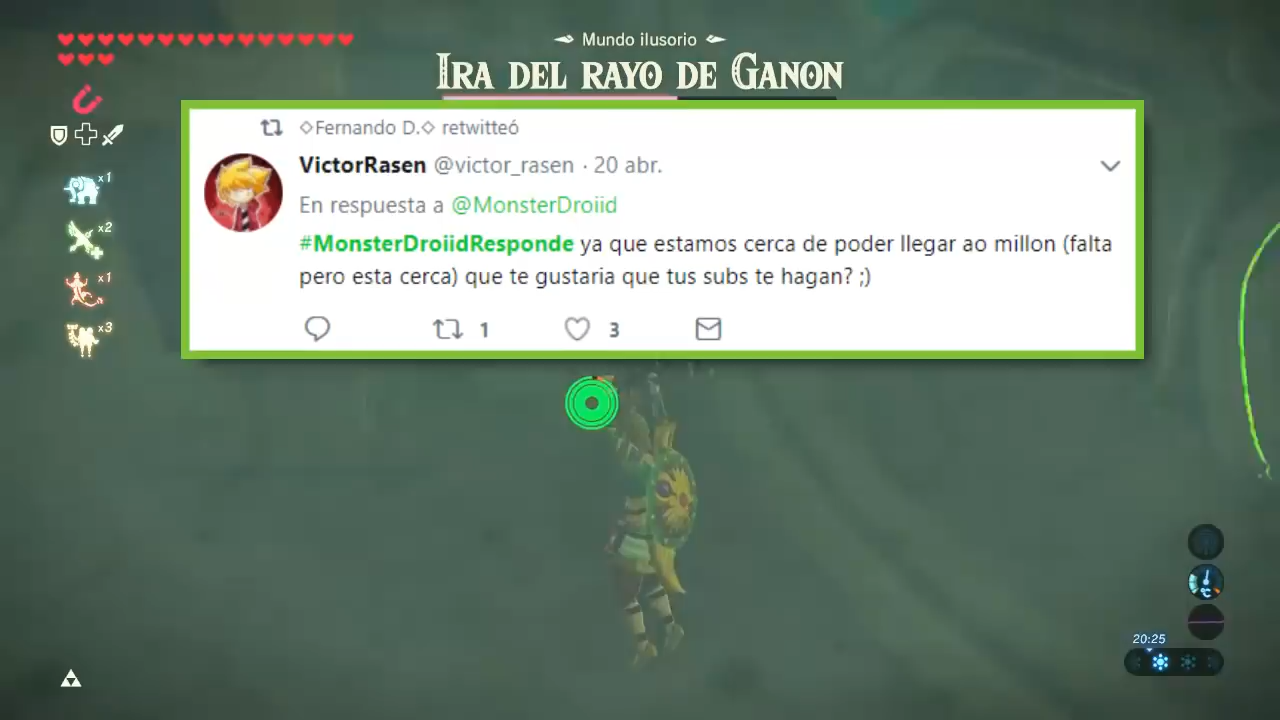 Mundo ilusorio
IRA DEL RAYO DE GANON
◇Fernando D.◇ retwitteó
VictorRasen @victor_rasen · 20 abr.
En respuesta a @MonsterDroiid
#MonsterDroiidResponde ya que estamos cerca de poder llegar ao millon (falta
pero esta cerca) que te gustaria que tus subs te hagan? ;)
1 3
x1
x2
x1
x3
°C
20:25